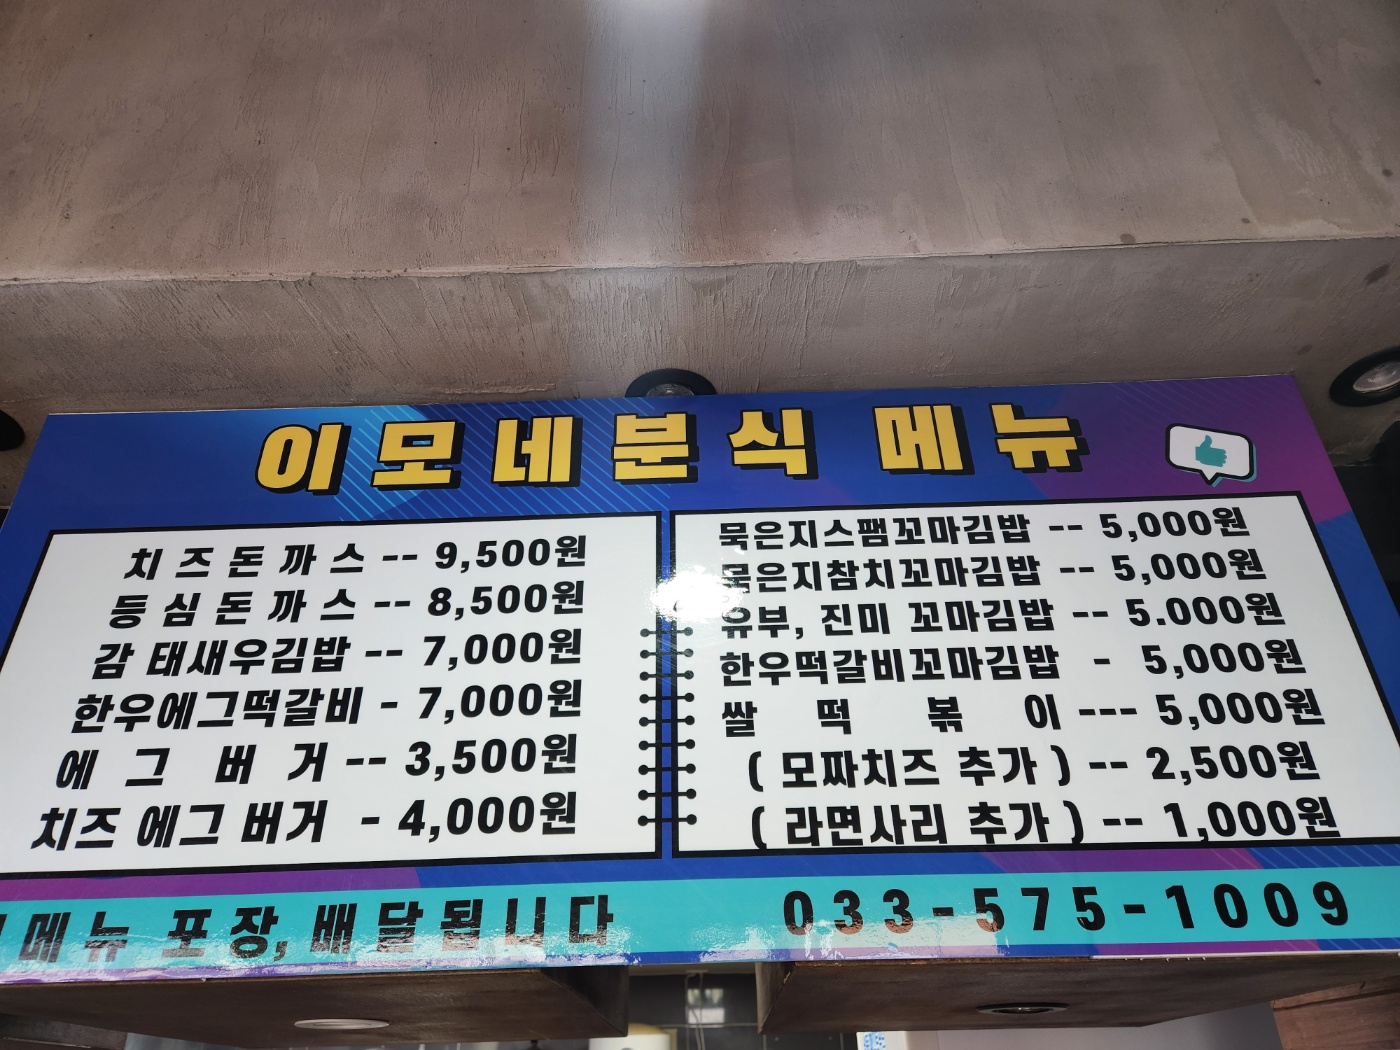 이모네분식 메뉴
치즈돈까스 -- 9,500원
등심돈까스 -- 8,500원
감태새우김밥 -- 7,000원
한우에그떡갈비 - 7,000원
에그버거 -- 3,500원
치즈에그버거 - 4,000원
묵은지스팸꼬마김밥 -- 5,000원
묵은지참치꼬마김밥 -- 5,000원
유부, 진미 꼬마김밥 -- 5.000원
한우떡갈비꼬마김밥 - 5,000원
쌀떡볶이 --- 5,000원
( 모짜치즈 추가 ) -- 2,500원
( 라면사리 추가 ) -- 1,000원
메뉴 포장, 배달됩니다 033-575-1009